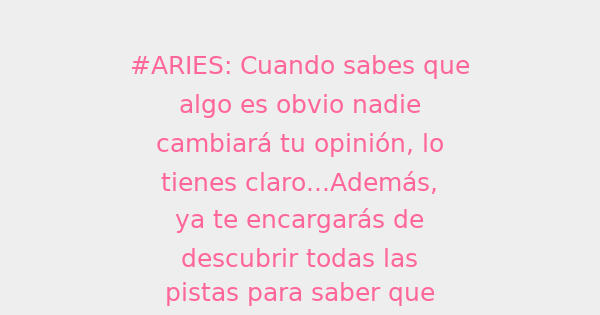 #ARIES: Cuando sabes que
algo es obvio nadie
cambiará tu opinión, lo
tienes claro...Además,
ya te encargarás de
descubrir todas las
pistas para saber que